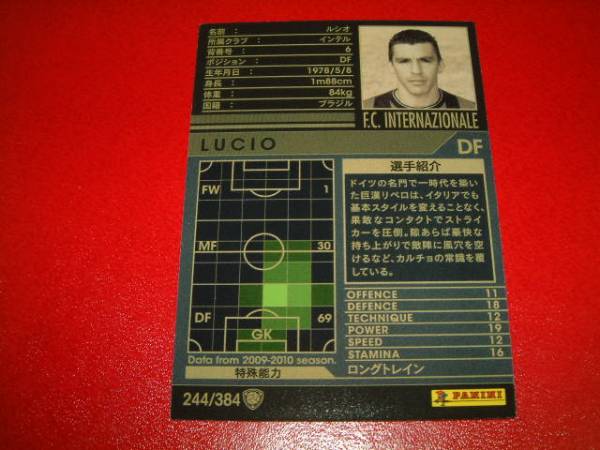 名前 : ルシオ
所属クラブ : インテル
背番号 : 6
ポジション : DF
生年月日 : 1978/5/8
身長 : 1m88cm
体重 : 84kg
国籍 : ブラジル
F.C. INTERNAZIONALE
LUCIO
DF
FW 1
MF 30
DF 69
GK
Data from 2009-2010 season.
選手紹介
ドイツの名門で一時代を築い
た巨漢リベロは、イタリアでも
基本スタイルを変えることなく、
果敢なコンタクトでストライ
カーを圧倒。隙あらば豪快な
持ち上がりで敵陣に風穴を空
けるなど、カルチョの常識を覆
している。
OFFENCE 11
DEFENCE 18
TECHNIQUE 12
POWER 19
SPEED 12
STAMINA 16
特殊能力
ロングトレイン
244/384
PANINI